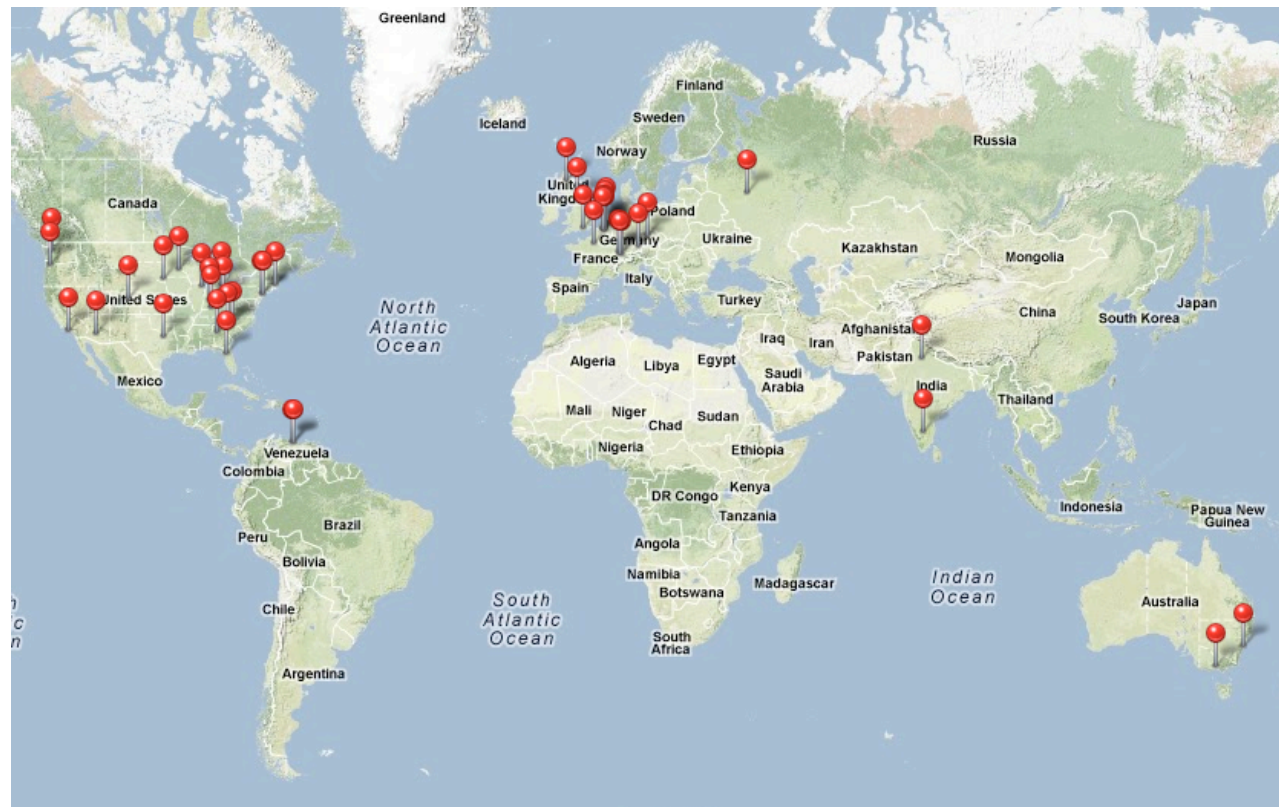 Greenland
Iceland
Finland
Sweden
Norway
Russia
Canada
United
Kingdo
Poland
Germany
Ukraine
France
Kazakhstan
Mongolia
Italy
Spain
Turkey
United States
North
Atlantic
Ocean
Japan
China
South Korea
Afghanistan
Iraq
Iran
Pakistan
Algeria
Libya
Egypt
Saudi
Arabia
Mexico
India
Thailand
Mali
Niger
Chad
Sudan
Nigeria
Ethiopia
Venezuela
Colombia
Kenya
DR Congo
Tanzania
Indonesia
Papua New
Guinea
Brazil
Peru
Angola
Bolivia
Namibia
Botswana
Madagascar
Indian
Ocean
Australia
Chile
South
Atlantic
Ocean
South
Africa
Argentina
h
c
n